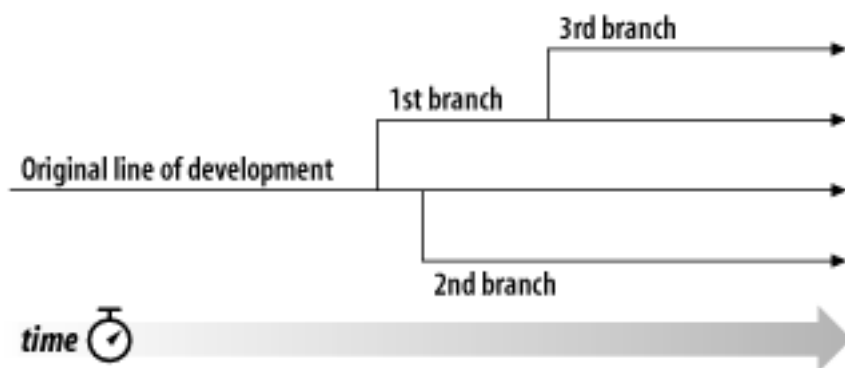 3rd branch
1st branch
Original line of development
2nd branch
time